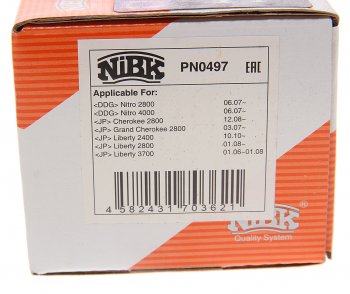 NiBK PN0497 EAC
Applicable For:
<DDG> Nitro 2800 06.07~
<DDG> Nitro 4000 06.07~
<JP> Cherokee 2800 12.08~
<JP> Grand Cherokee 2800 03.07~
<JP> Liberty 2400 10.10~
<JP> Liberty 2800 01.08~
<JP> Liberty 3700 01.06~01.08
4 582431 703621
NiBK ®
Quality System